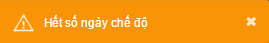 Hết số ngày chế độ